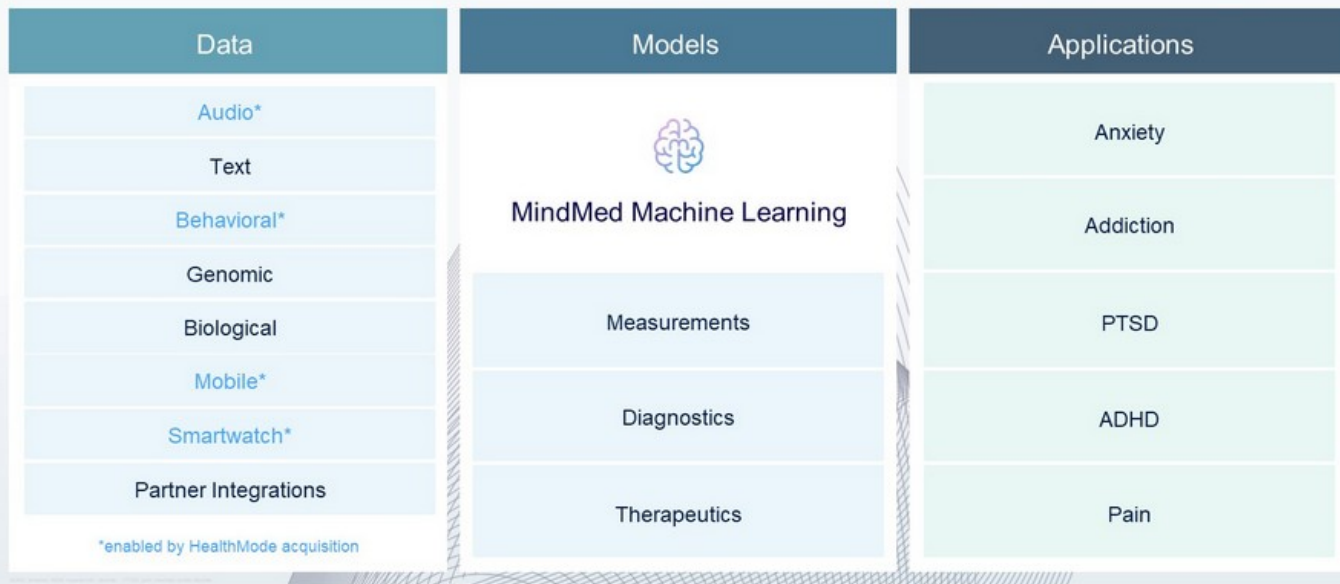 Data
Audio*
Text
Behavioral*
Genomic
Biological
Mobile*
Smartwatch*
Partner Integrations
*enabled by HealthMode acquisition
Models
MindMed Machine Learning
Measurements
Diagnostics
Therapeutics
Applications
Anxiety
Addiction
PTSD
ADHD
Pain